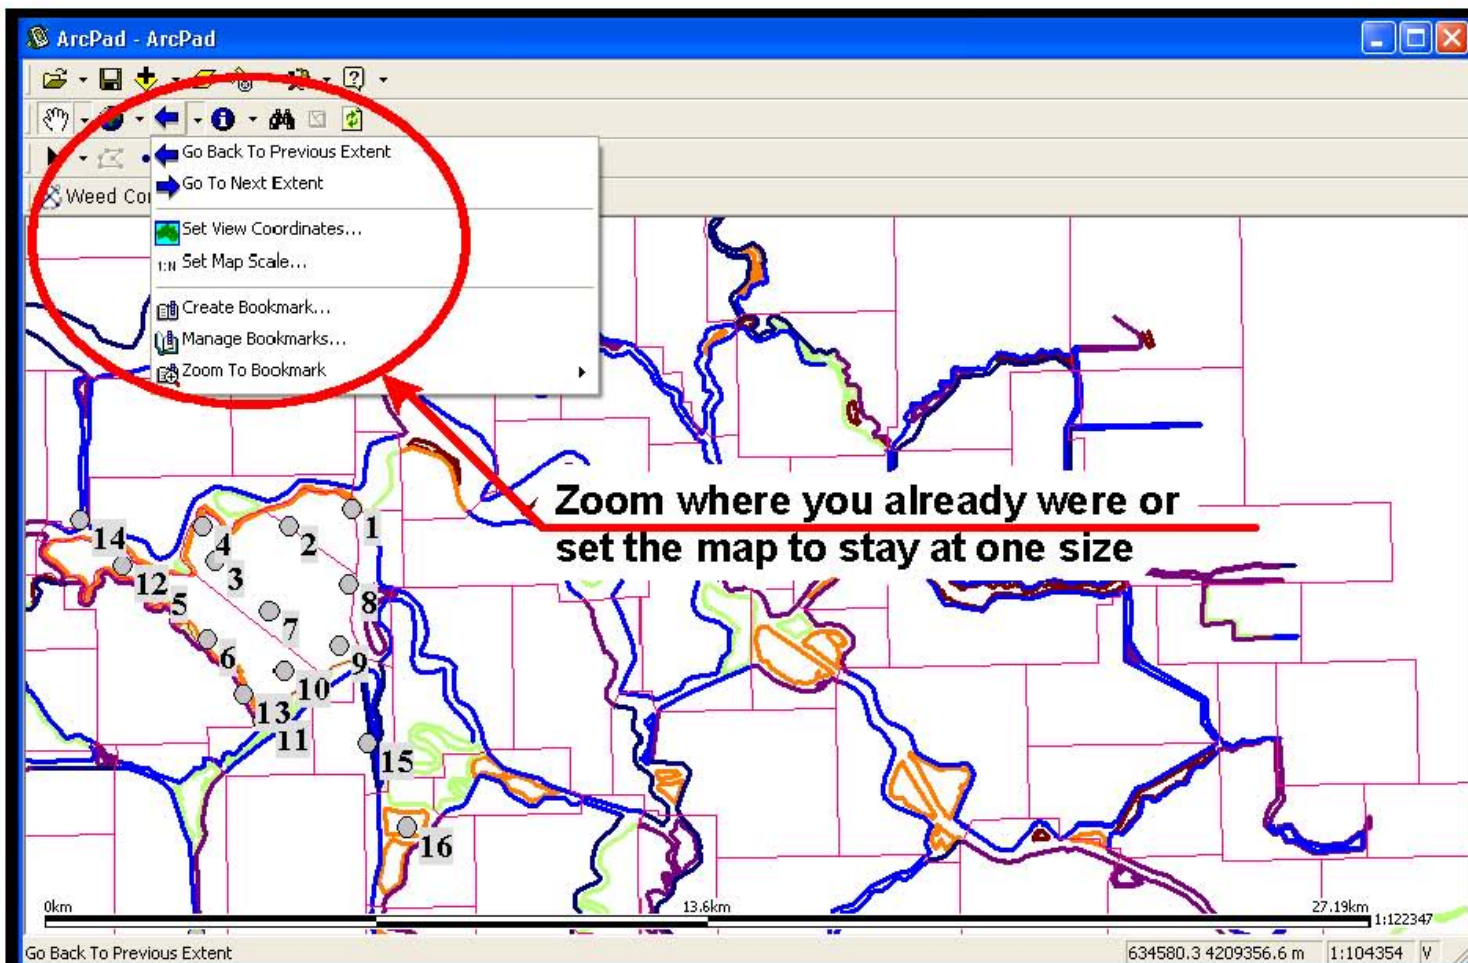 ArcPad - ArcPad
Go Back To Previous Extent
Go To Next Extent
Weed Co
Set View Coordinates...
1:N Set Map Scale...
Create Bookmark...
Manage Bookmarks...
Zoom To Bookmark
Zoom where you already were or
set the map to stay at one size
1
2
4
14
3
12
8
5
7
6
9
10
13
11
15
16
0km 13.6km 27.19km
1:122347
Go Back To Previous Extent 634580.3 4209356.6 m 1:104354 V